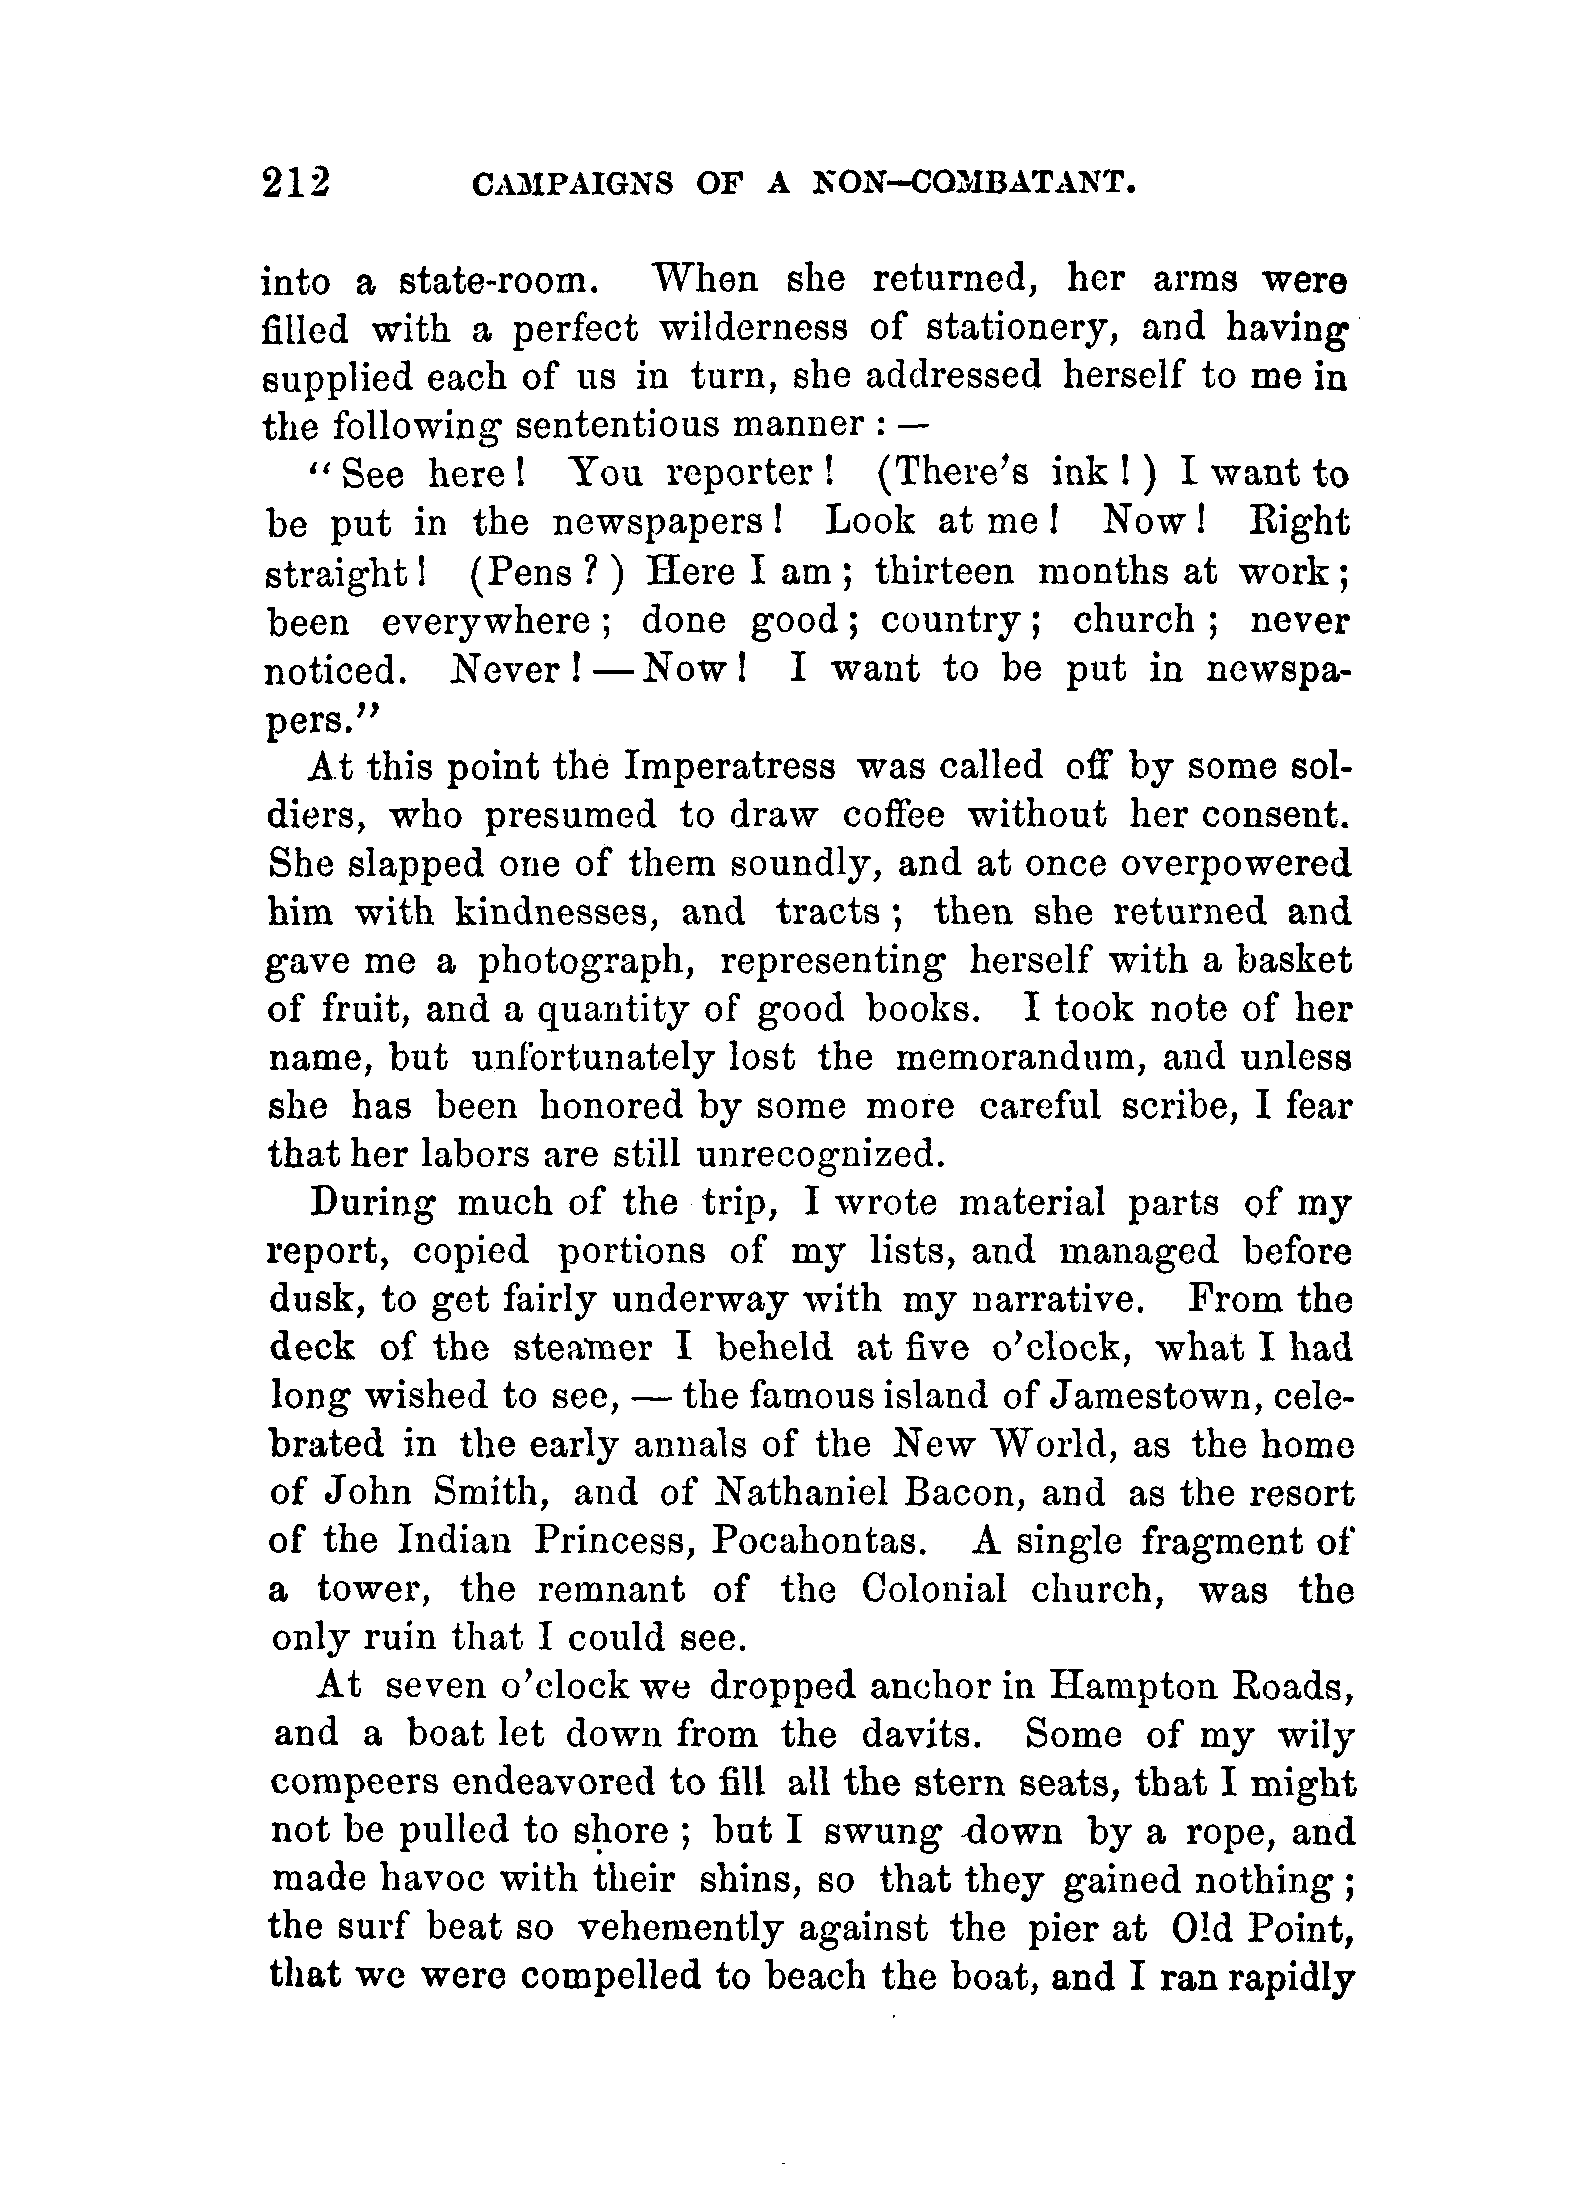 212 CAMPAIGNS OF A NON-COMBATANT.
into a state-room. When she returned, her arms were
filled with a perfect wilderness of stationery, and having
supplied each of us in turn, she addressed herself to me in
the following sententious manner : —
“ See here ! You reporter ! (There’s ink ! ) I want to
be put in the newspapers ! Look at me ! Now ! Right
straight ! (Pens ? ) Here I am ; thirteen months at work ;
been everywhere ; done good ; country ; church ; never
noticed. Never ! — Now ! I want to be put in newspa-
pers.”
At this point the Imperatress was called off by some sol-
diers, who presumed to draw coffee without her consent.
She slapped one of them soundly, and at once overpowered
him with kindnesses, and tracts ; then she returned and
gave me a photograph, representing herself with a basket
of fruit, and a quantity of good books. I took note of her
name, but unfortunately lost the memorandum, and unless
she has been honored by some more careful scribe, I fear
that her labors are still unrecognized.
During much of the trip, I wrote material parts of my
report, copied portions of my lists, and managed before
dusk, to get fairly underway with my narrative. From the
deck of the steamer I beheld at five o’clock, what I had
long wished to see, — the famous island of Jamestown, cele-
brated in the early annals of the New World, as the home
of John Smith, and of Nathaniel Bacon, and as the resort
of the Indian Princess, Pocahontas. A single fragment of
a tower, the remnant of the Colonial church, was the
only ruin that I could see.
At seven o’clock we dropped anchor in Hampton Roads,
and a boat let down from the davits. Some of my wily
compeers endeavored to fill all the stern seats, that I might
not be pulled to shore ; but I swung down by a rope, and
made havoc with their shins, so that they gained nothing ;
the surf beat so vehemently against the pier at Old Point,
that we were compelled to beach the boat, and I ran rapidly